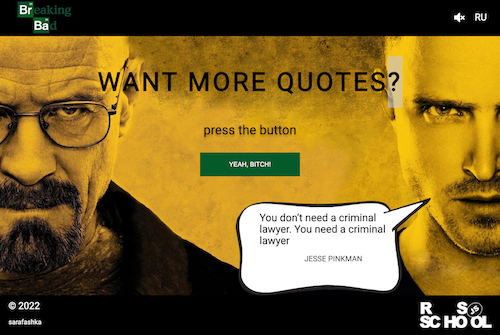 Breaking
Bad
RU
WANT MORE QUOTES?
press the button
YEAH, BITCH!
You don't need a criminal
lawyer. You need a criminal
lawyer
JESSE PINKMAN
© 2022
sarafashka
RS
SCHOOL
JS